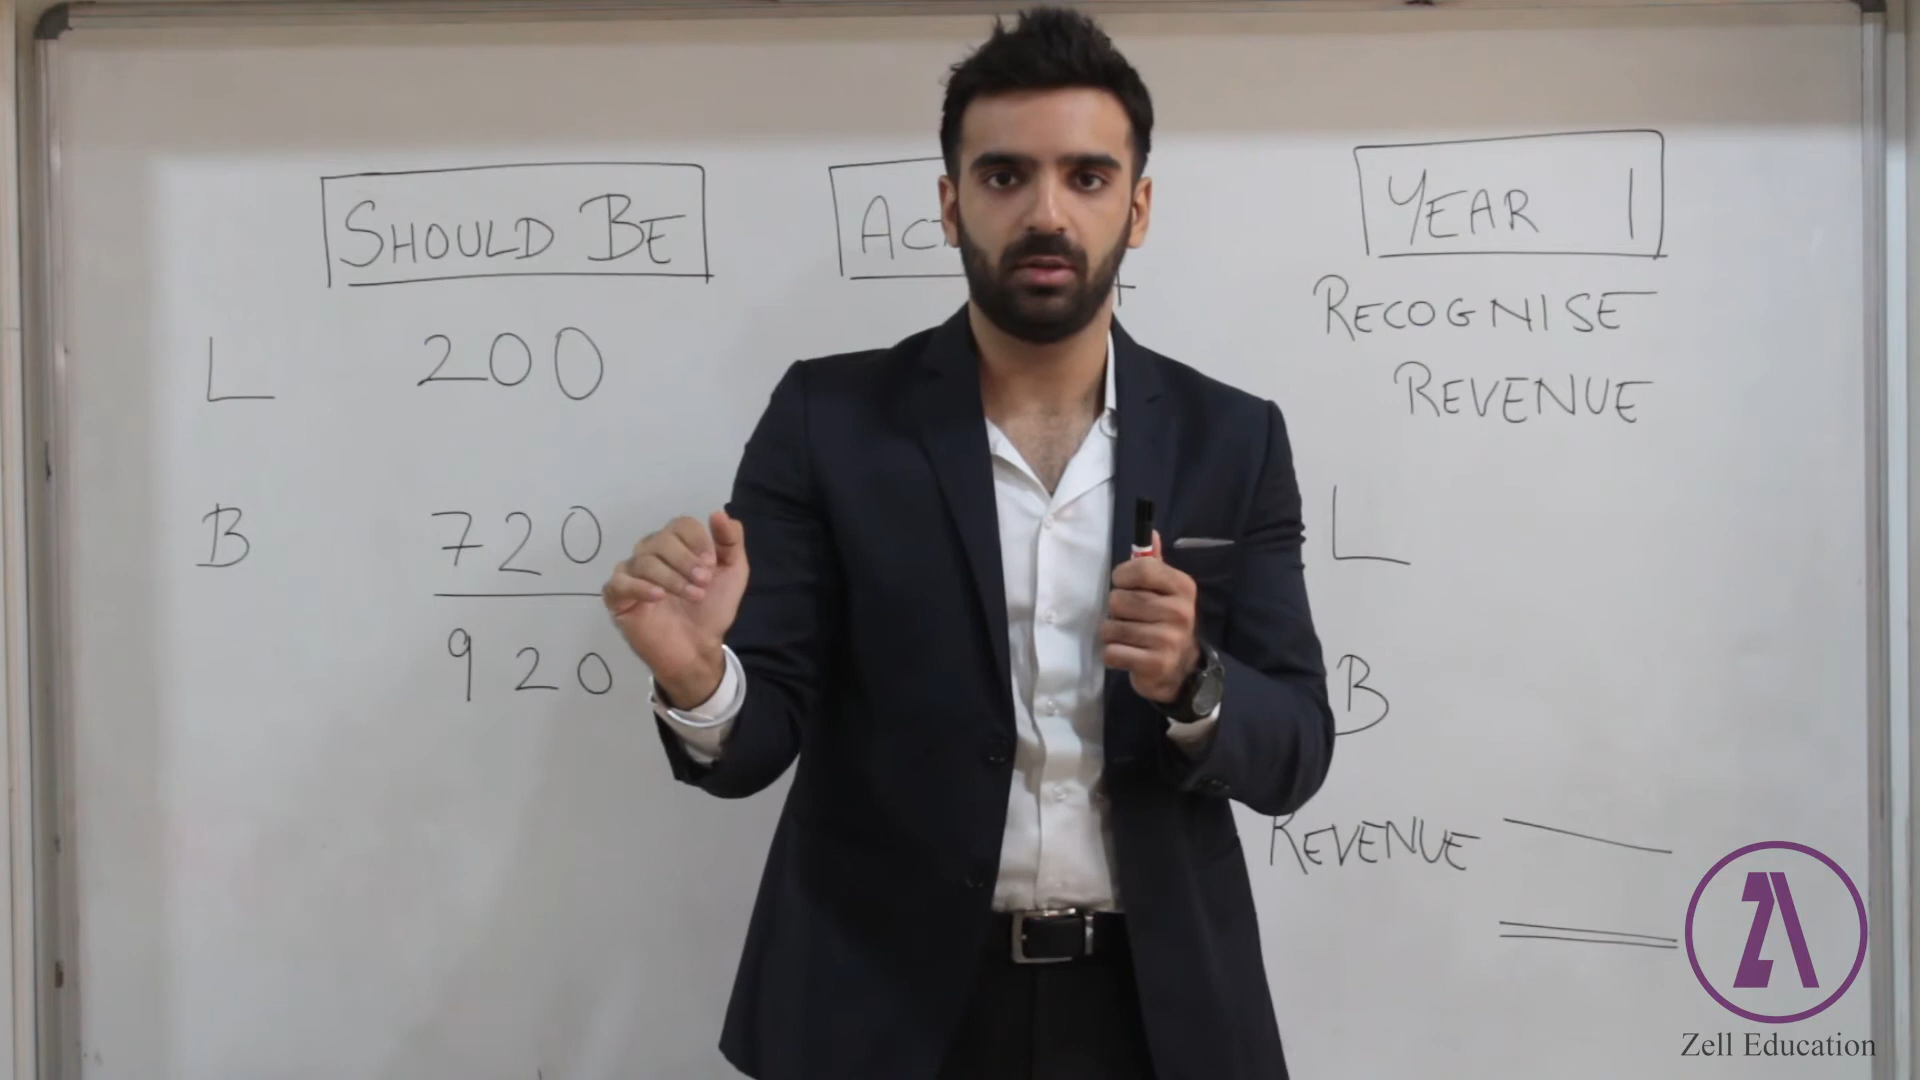 SHOULD BE
YEAR 1
RECOGNISE
REVENUE
L 200
B 720
920
L
B
REVENUE
Zell Education